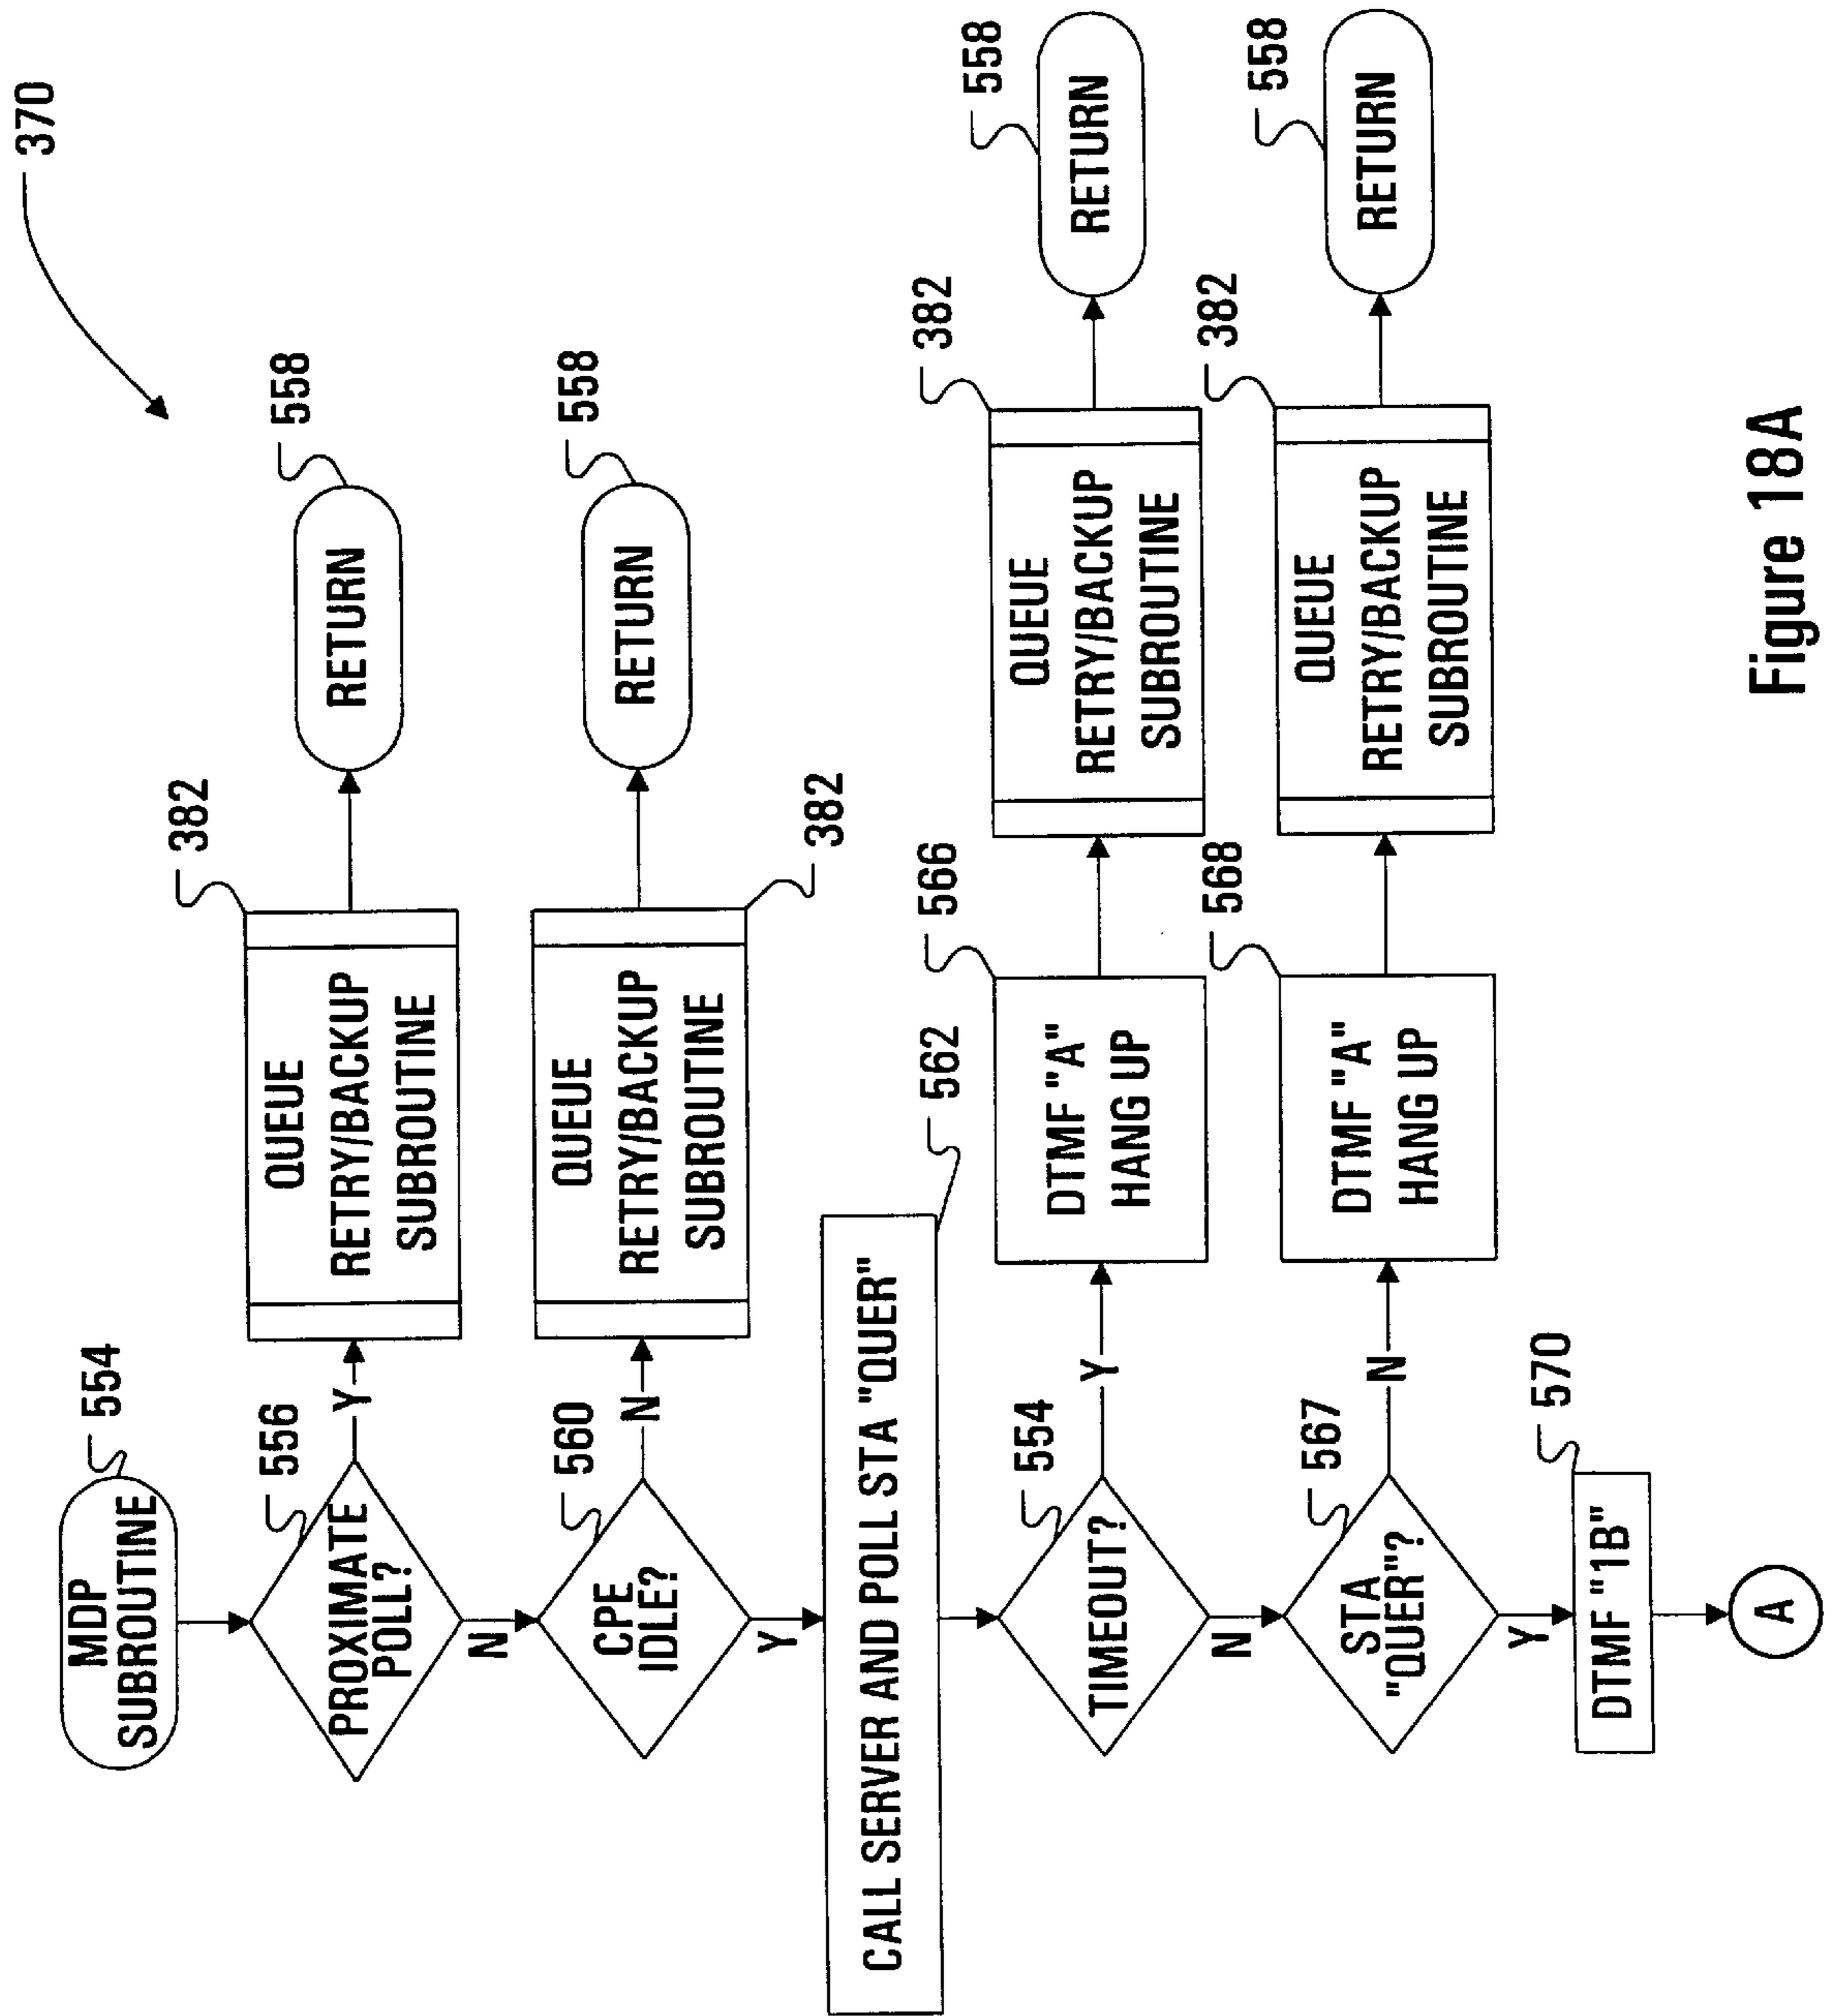 370
MDP
SUBROUTINE
554
PROXIMATE
POLL?
556
Y
QUEUE
RETRY/BACKUP
SUBROUTINE
382
RETURN
558
N
CPE
IDLE?
560
N
QUEUE
RETRY/BACKUP
SUBROUTINE
382
RETURN
558
Y
CALL SERVER AND POLL STA "QUER"
562
TIMEOUT?
554
Y
DTMF "A"
HANG UP
566
QUEUE
RETRY/BACKUP
SUBROUTINE
382
RETURN
558
N
STA
"QUER"?
567
N
DTMF "A"
HANG UP
568
QUEUE
RETRY/BACKUP
SUBROUTINE
382
RETURN
558
Y
DTMF "1B"
570
A
Figure 18A